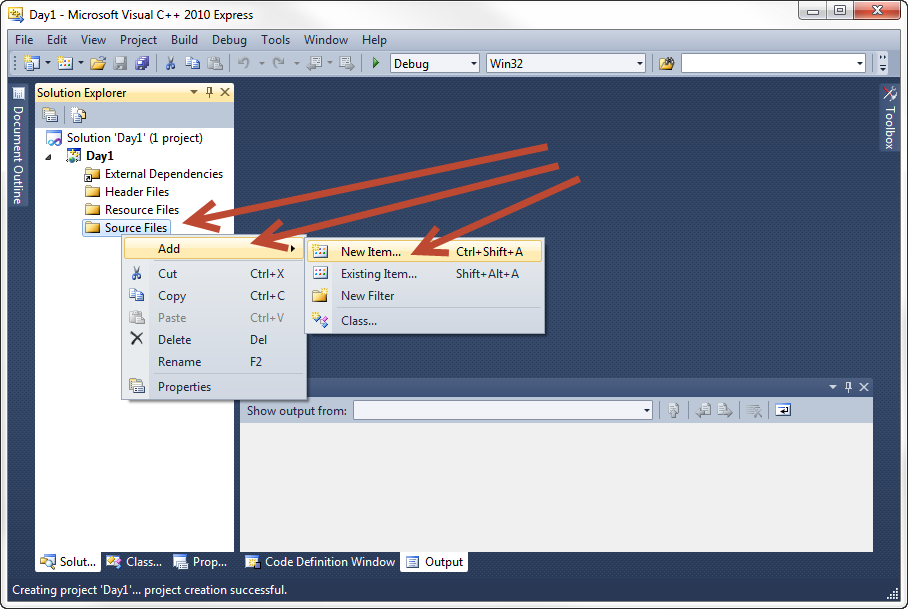 Day1 - Microsoft Visual C++ 2010 Express
File Edit View Project Build Debug Tools Window Help
Debug Win32
Solution Explorer
Document Outline
Toolbox
Solution 'Day1' (1 project)
Day1
External Dependencies
Header Files
Resource Files
Source Files
Add
Cut Ctrl+X
Copy Ctrl+C
Paste Ctrl+V
Delete Del
Rename F2
Properties
New Item... Ctrl+Shift+A
Existing Item... Shift+Alt+A
New Filter
Class...
Show output from:
Solut... Class... Prop... Code Definition Window Output
Creating project 'Day1'... project creation successful.